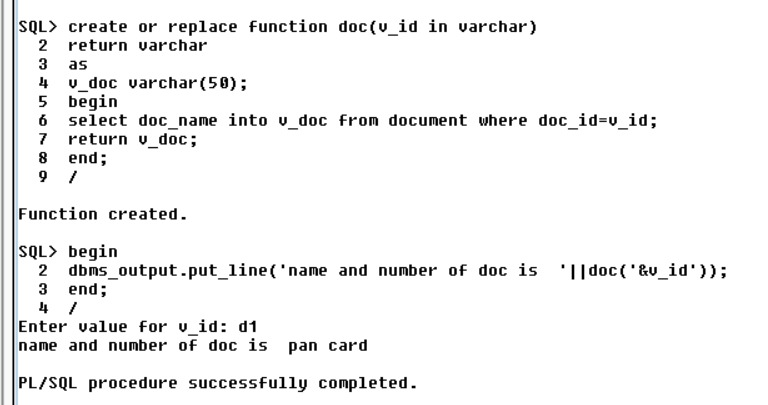 SQL> create or replace function doc(v_id in varchar)
  2  return varchar
  3  as
  4  v_doc varchar(50);
  5  begin
  6  select doc_name into v_doc from document where doc_id=v_id;
  7  return v_doc;
  8  end;
  9  /
Function created.
SQL> begin
  2  dbms_output.put_line('name and number of doc is  '||doc('&v_id'));
  3  end;
  4  /
Enter value for v_id: d1
name and number of doc is  pan card
PL/SQL procedure successfully completed.